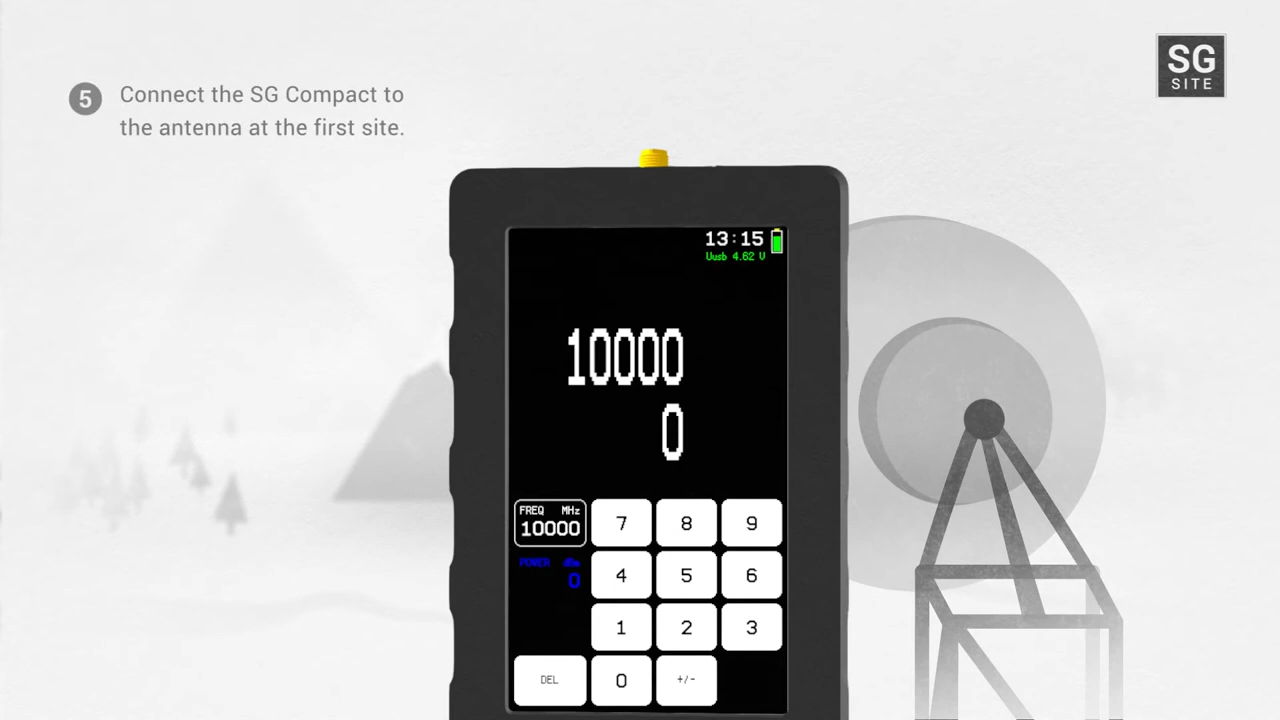 5 Connect the SG Compact to
the antenna at the first site.
SG
SITE
13:15
Uusb 4.62 V
10000
0
FREQ MHz
10000
POWER dBm
0
7 8 9
4 5 6
1 2 3
DEL 0 +/-